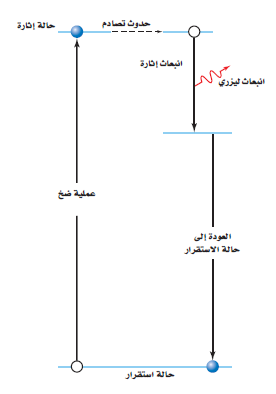 حدوث تصادم
حالة إثارة
انبعاث إثارة
انبعاث ليزري
عملية ضخ
العودة إلى
حالة الاستقرار
حالة استقرار